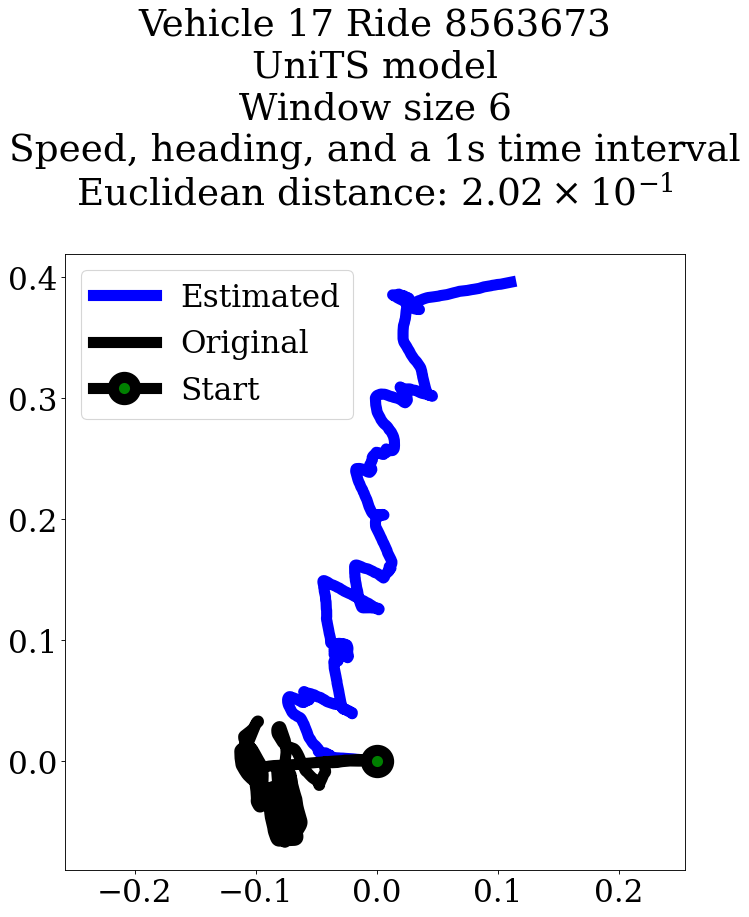 Vehicle 17 Ride 8563673
UniTS model
Window size 6
Speed, heading, and a 1s time interval
Euclidean distance: 2.02 × 10⁻¹
Estimated
Original
Start
0.4
0.3
0.2
0.1
0.0
−0.2 −0.1 0.0 0.1 0.2